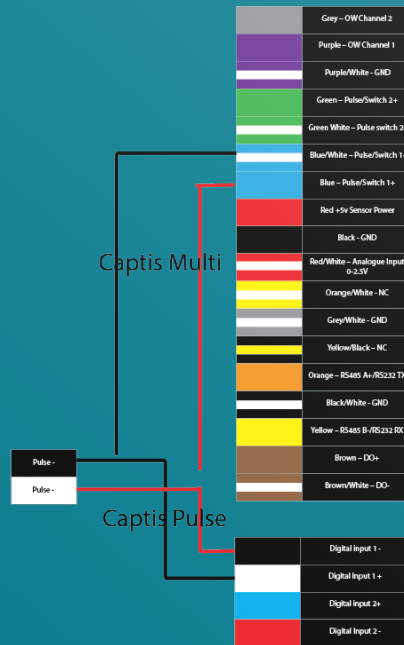 Grey – OW Channel 2
Purple – OW Channel 1
Purple/White - GND
Green – Pulse/Switch 2+
Green White – Pulse switch 2-
Blue/White – Pulse/Switch 1-
Blue – Pulse/Switch 1+
Red +5v Sensor Power
Black - GND
Captis Multi
Red/White – Analogue Input
0-2.5V
Orange/White - NC
Grey/White - GND
Yellow/Black – NC
Orange – RS485 A+/RS232 TX
Black/White - GND
Yellow – RS485 B-/RS232 RX
Brown – DO+
Brown/White – DO-
Pulse -
Pulse -
Captis Pulse
Digital input 1 -
Digital Input 1 +
Digital input 2+
Digital Input 2 -